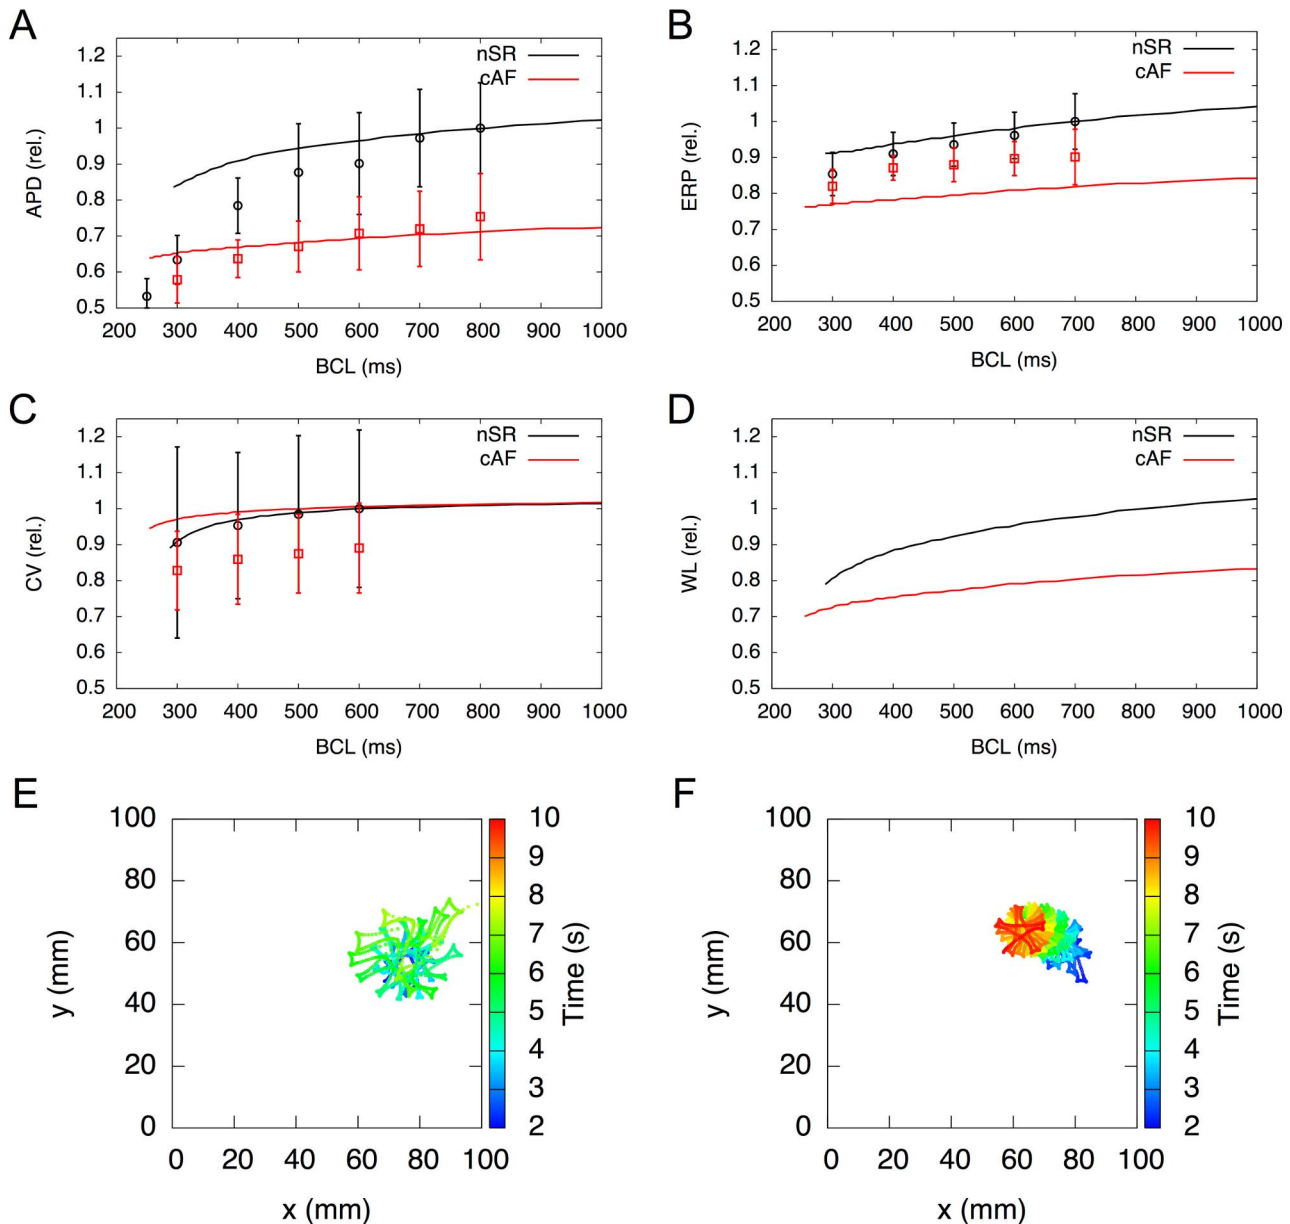 A
1.2
1.1
1
0.9
0.8
0.7
0.6
0.5
APD (rel.)
nSR
cAF
200 300 400 500 600 700 800 900 1000
BCL (ms)
B
1.2
1.1
1
0.9
0.8
0.7
0.6
0.5
ERP (rel.)
nSR
cAF
200 300 400 500 600 700 800 900 1000
BCL (ms)
C
1.2
1.1
1
0.9
0.8
0.7
0.6
0.5
CV (rel.)
nSR
cAF
200 300 400 500 600 700 800 900 1000
BCL (ms)
D
1.2
1.1
1
0.9
0.8
0.7
0.6
0.5
WL (rel.)
nSR
cAF
200 300 400 500 600 700 800 900 1000
BCL (ms)
E
100
80
60
40
20
0
y (mm)
0 20 40 60 80 100
x (mm)
10
9
8
7
6
5
4
3
2
Time (s)
F
100
80
60
40
20
0
y (mm)
0 20 40 60 80 100
x (mm)
10
9
8
7
6
5
4
3
2
Time (s)